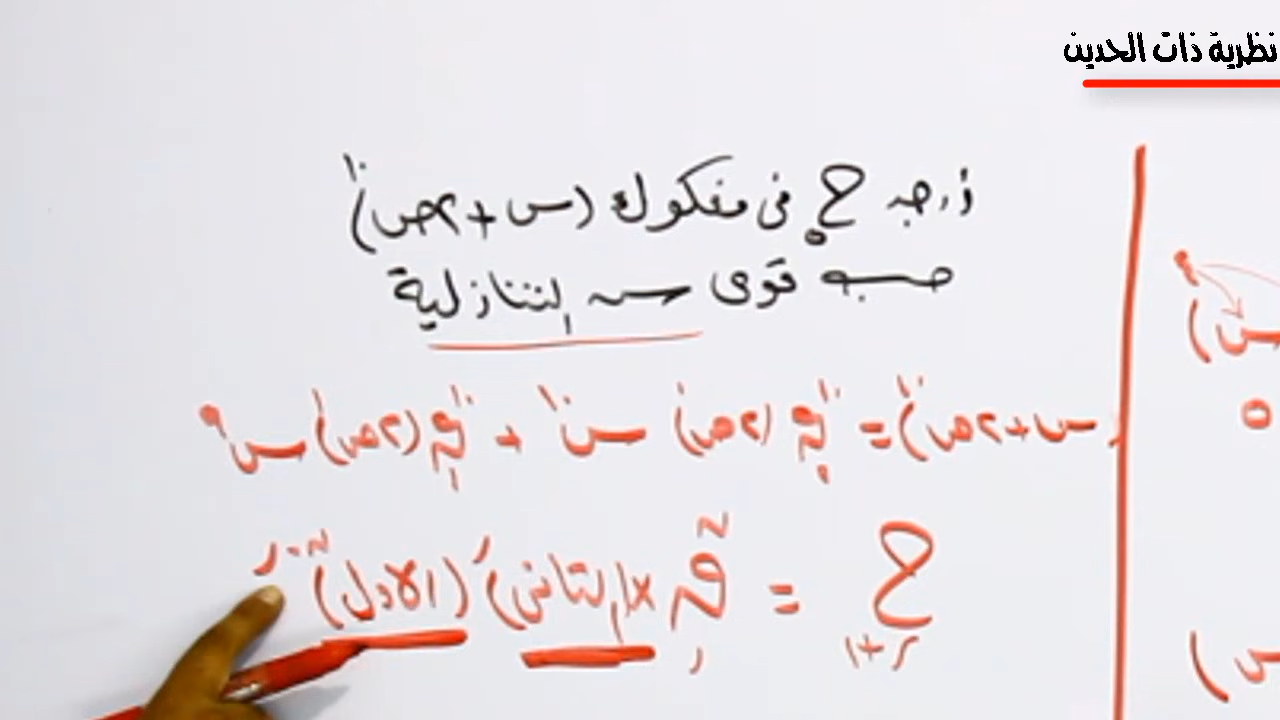 نظرية ذات الحدين
أوجد ح٥ في مفكوك (س + ٢ص)^١٠
حسب قوى س التنازلية
(س + ٢ص)^١٠ = ^١٠ق٠ (٢ص)^٠ س^١٠ + ^١٠ق١ (٢ص)^١ س^٩
ح ر+١ = ^ن ق ر × (الثاني)^ر (الأول)^ن-ر